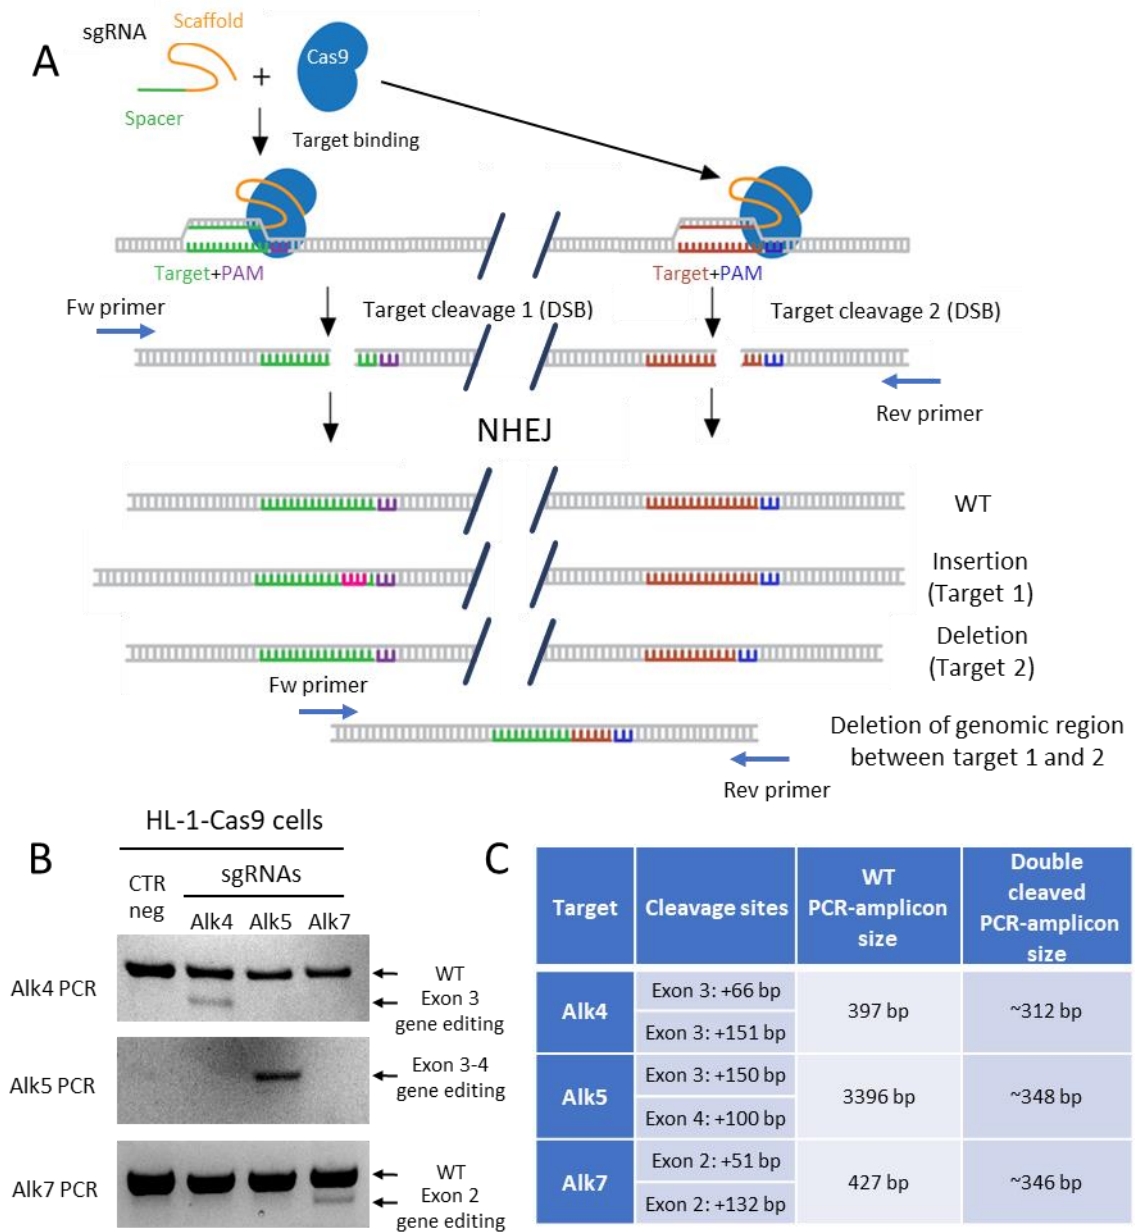 A
sgRNA
Scaffold
+
Cas9
Spacer
Target binding
Target+PAM
Target+PAM
Fw primer
Target cleavage 1 (DSB)
Target cleavage 2 (DSB)
Rev primer
NHEJ
WT
Insertion
(Target 1)
Deletion
(Target 2)
Fw primer
Deletion of genomic region
between target 1 and 2
Rev primer
B
HL-1-Cas9 cells
CTR
neg
sgRNAs
Alk4 Alk5 Alk7
Alk4 PCR
WT
Exon 3
gene editing
Alk5 PCR
Exon 3-4
gene editing
Alk7 PCR
WT
Exon 2
gene editing
C
Target
Cleavage sites
WT
PCR-amplicon
size
Double
cleaved
PCR-amplicon
size
Alk4
Exon 3: +66 bp
Exon 3: +151 bp
397 bp
~312 bp
Alk5
Exon 3: +150 bp
Exon 4: +100 bp
3396 bp
~348 bp
Alk7
Exon 2: +51 bp
Exon 2: +132 bp
427 bp
~346 bp